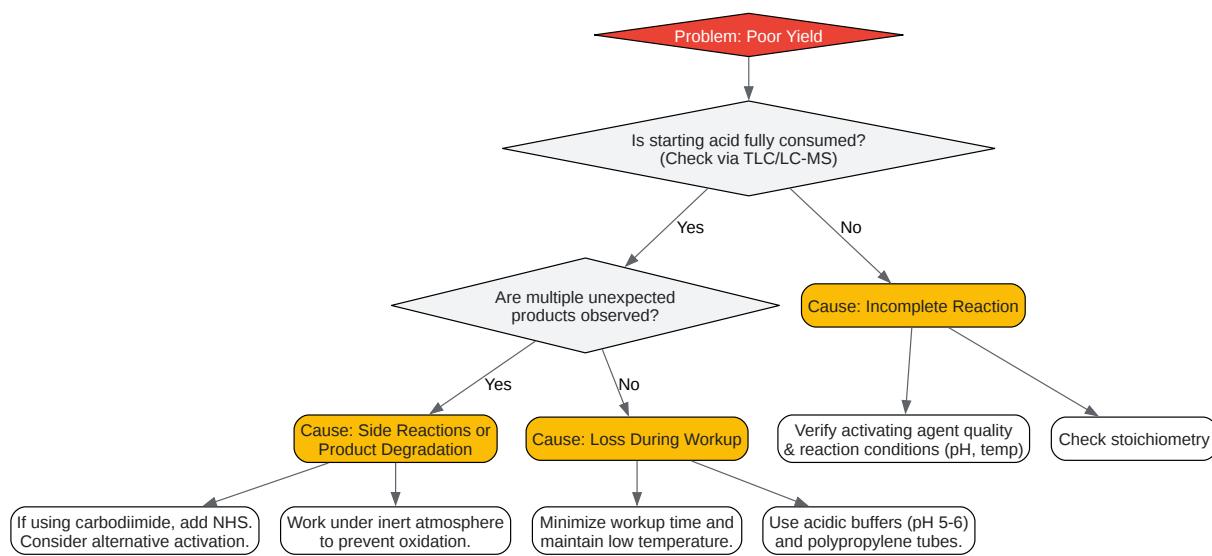 Problem: Poor Yield
Is starting acid fully consumed?
(Check via TLC/LC-MS)
Yes
No
Are multiple unexpected
products observed?
Cause: Incomplete Reaction
Yes
No
Cause: Side Reactions or
Product Degradation
Cause: Loss During Workup
Verify activating agent quality
& reaction conditions (pH, temp)
Check stoichiometry
If using carbodiimide, add NHS.
Consider alternative activation.
Work under inert atmosphere
to prevent oxidation.
Minimize workup time and
maintain low temperature.
Use acidic buffers (pH 5-6)
and polypropylene tubes.